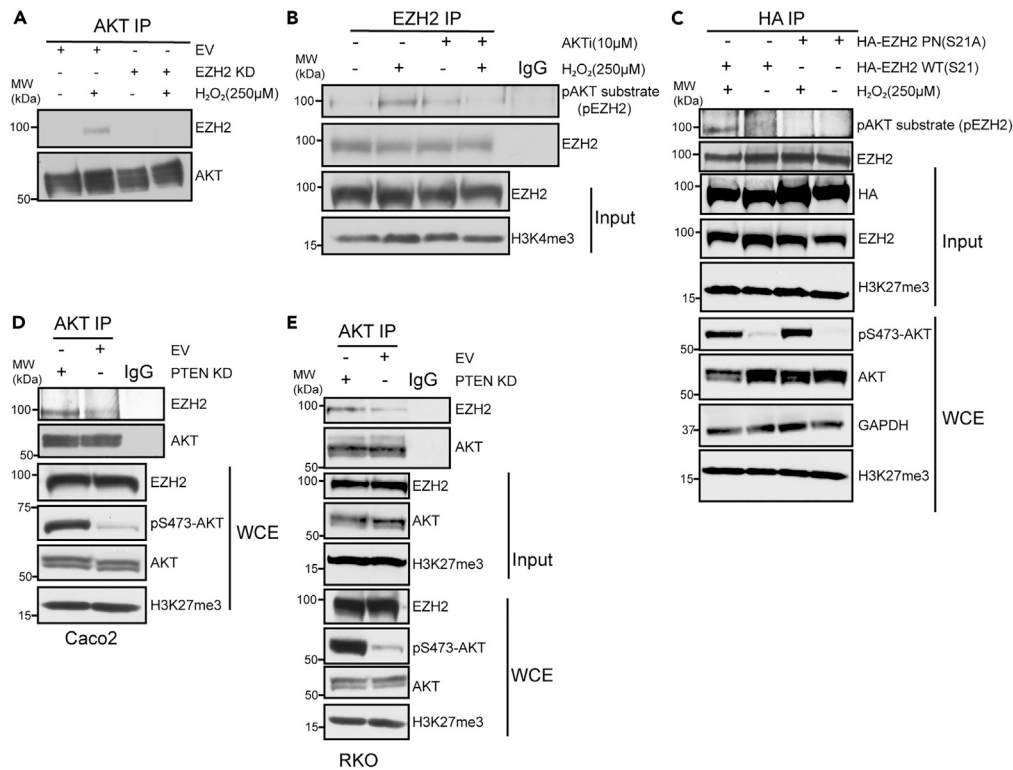 A
AKT IP
+ + - - EV
- - + + EZH2 KD
- + - + H₂O₂(250μM)
MW
(kDa)
100 EZH2
50 AKT
B
EZH2 IP
- - + + AKTi(10μM)
- + - + H₂O₂(250μM)
IgG
MW
(kDa)
100 pAKT substrate
(pEZH2)
100 EZH2
100 EZH2
15 H3K4me3
Input
C
HA IP
- - + + HA-EZH2 PN(S21A)
+ + - - HA-EZH2 WT(S21)
+ - + - H₂O₂(250μM)
MW
(kDa)
100 pAKT substrate (pEZH2)
100 EZH2
100 HA
100 EZH2
15 H3K27me3
Input
50 pS473-AKT
50 AKT
37 GAPDH
15 H3K27me3
WCE
D
AKT IP
- + EV
+ - PTEN KD
IgG
MW
(kDa)
100 EZH2
50 AKT
100 EZH2
75
pS473-AKT
50 AKT
15 H3K27me3
WCE
Caco2
E
AKT IP
- + EV
+ - PTEN KD
IgG
MW
(kDa)
100 EZH2
50 AKT
100 EZH2
50 AKT
15 H3K27me3
Input
100 EZH2
50 pS473-AKT
50 AKT
15 H3K27me3
WCE
RKO